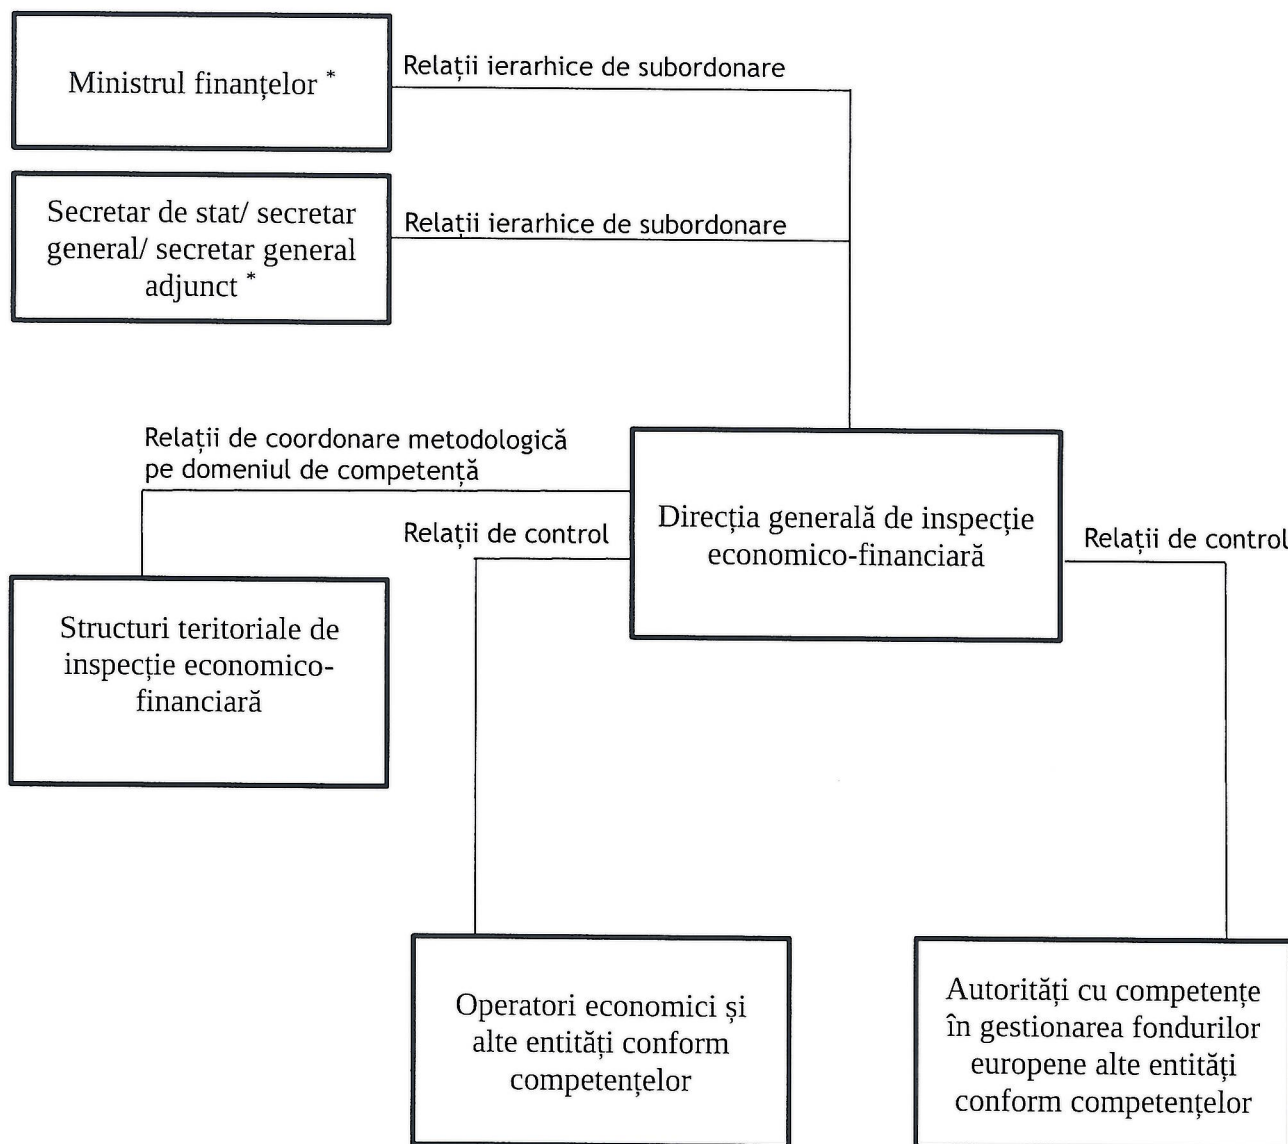 Ministrul finanțelor *
Relații ierarhice de subordonare
Secretar de stat/ secretar
general/ secretar general
adjunct *
Relații ierarhice de subordonare
Relații de coordonare metodologică
pe domeniul de competență
Relații de control
Direcția generală de inspecție
economico-financiară
Relații de control
Structuri teritoriale de
inspecție economico-
financiară
Operatori economici și
alte entități conform
competențelor
Autorități cu competențe
în gestionarea fondurilor
europene alte entități
conform competențelor